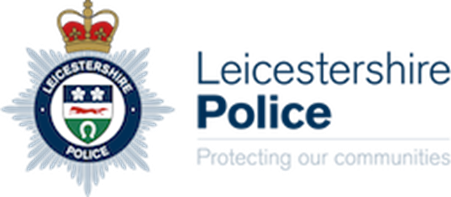 LEICESTERSHIRE
POLICE
Leicestershire
Police
Protecting our communities